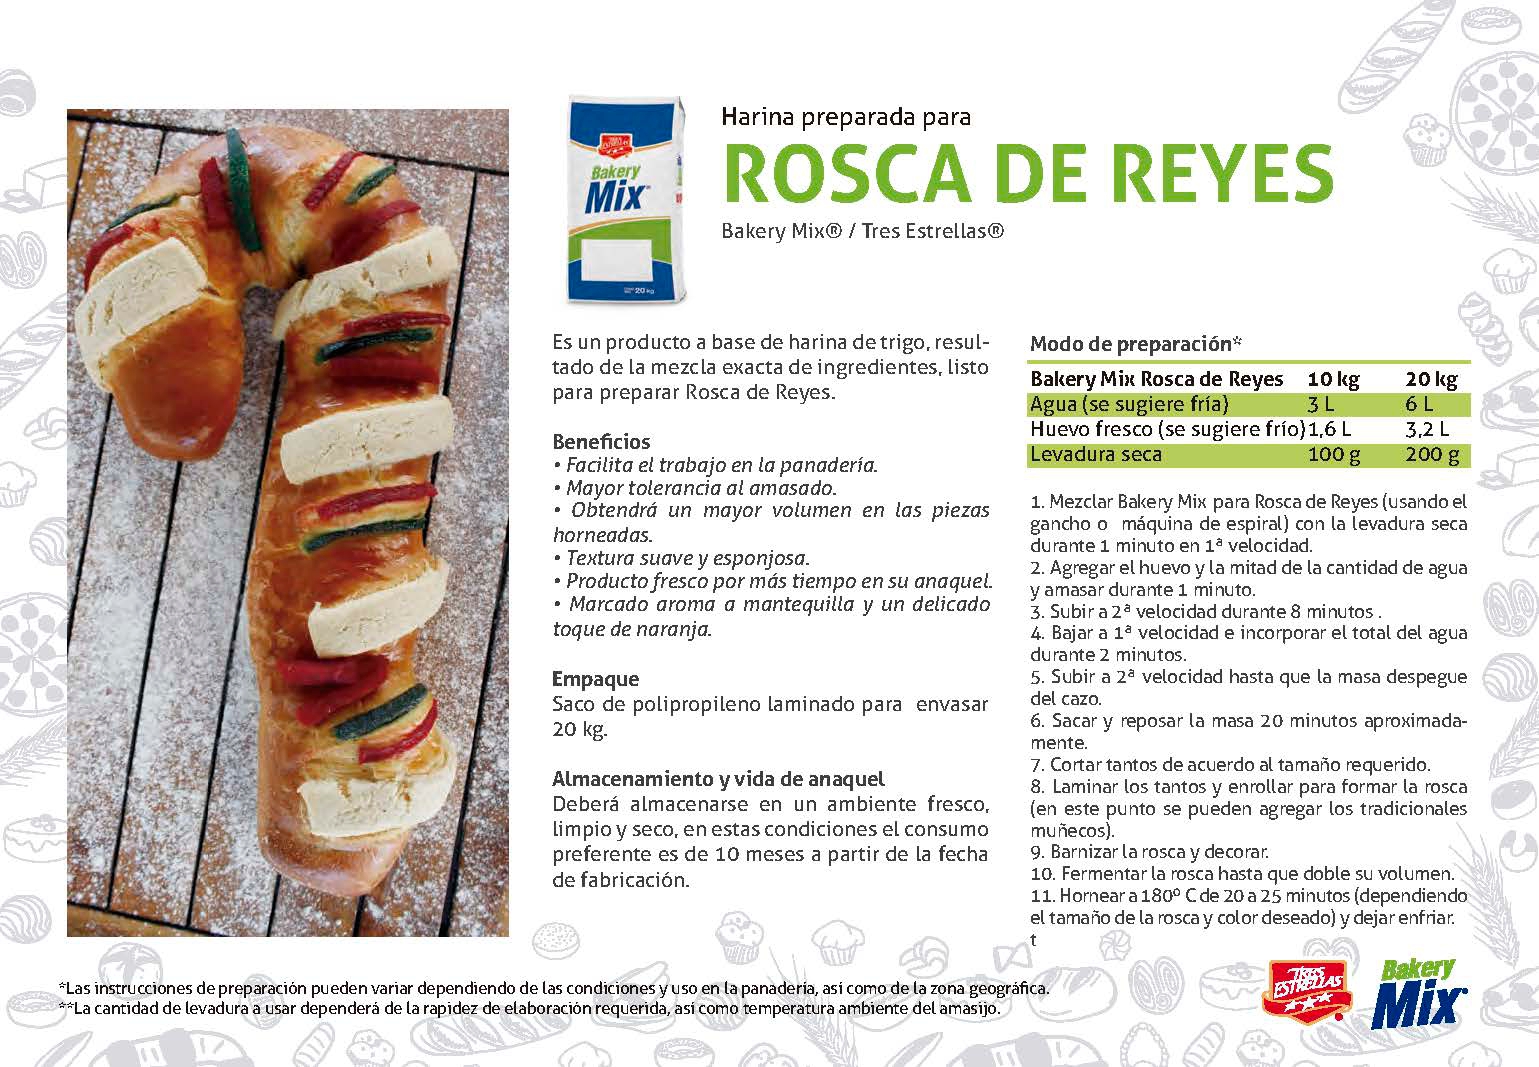 Harina preparada para
ROSCA DE REYES
Bakery Mix® / Tres Estrellas®
TRES
ESTRELLAS
Bakery
Mix
20 kg
Es un producto a base de harina de trigo, resul-
tado de la mezcla exacta de ingredientes, listo
para preparar Rosca de Reyes.
Beneficios
• Facilita el trabajo en la panadería.
• Mayor tolerancia al amasado.
• Obtendrá un mayor volumen en las piezas
horneadas.
• Textura suave y esponjosa.
• Producto fresco por más tiempo en su anaquel.
• Marcado aroma a mantequilla y un delicado
toque de naranja.
Empaque
Saco de polipropileno laminado para envasar
20 kg.
Almacenamiento y vida de anaquel
Deberá almacenarse en un ambiente fresco,
limpio y seco, en estas condiciones el consumo
preferente es de 10 meses a partir de la fecha
de fabricación.
Modo de preparación*
Bakery Mix Rosca de Reyes 10 kg 20 kg
Agua (se sugiere fría) 3 L 6 L
Huevo fresco (se sugiere frío) 1,6 L 3,2 L
Levadura seca 100 g 200 g
1. Mezclar Bakery Mix para Rosca de Reyes (usando el
gancho o máquina de espiral) con la levadura seca
durante 1 minuto en 1ª velocidad.
2. Agregar el huevo y la mitad de la cantidad de agua
y amasar durante 1 minuto.
3. Subir a 2ª velocidad durante 8 minutos .
4. Bajar a 1ª velocidad e incorporar el total del agua
durante 2 minutos.
5. Subir a 2ª velocidad hasta que la masa despegue
del cazo.
6. Sacar y reposar la masa 20 minutos aproximada-
mente.
7. Cortar tantos de acuerdo al tamaño requerido.
8. Laminar los tantos y enrollar para formar la rosca
(en este punto se pueden agregar los tradicionales
muñecos).
9. Barnizar la rosca y decorar.
10. Fermentar la rosca hasta que doble su volumen.
11. Hornear a 180º C de 20 a 25 minutos (dependiendo
el tamaño de la rosca y color deseado) y dejar enfriar.
t
*Las instrucciones de preparación pueden variar dependiendo de las condiciones y uso en la panadería, así como de la zona geográfica.
**La cantidad de levadura a usar dependerá de la rapidez de elaboración requerida, así como temperatura ambiente del amasijo.
TRES
ESTRELLAS
Bakery
Mix